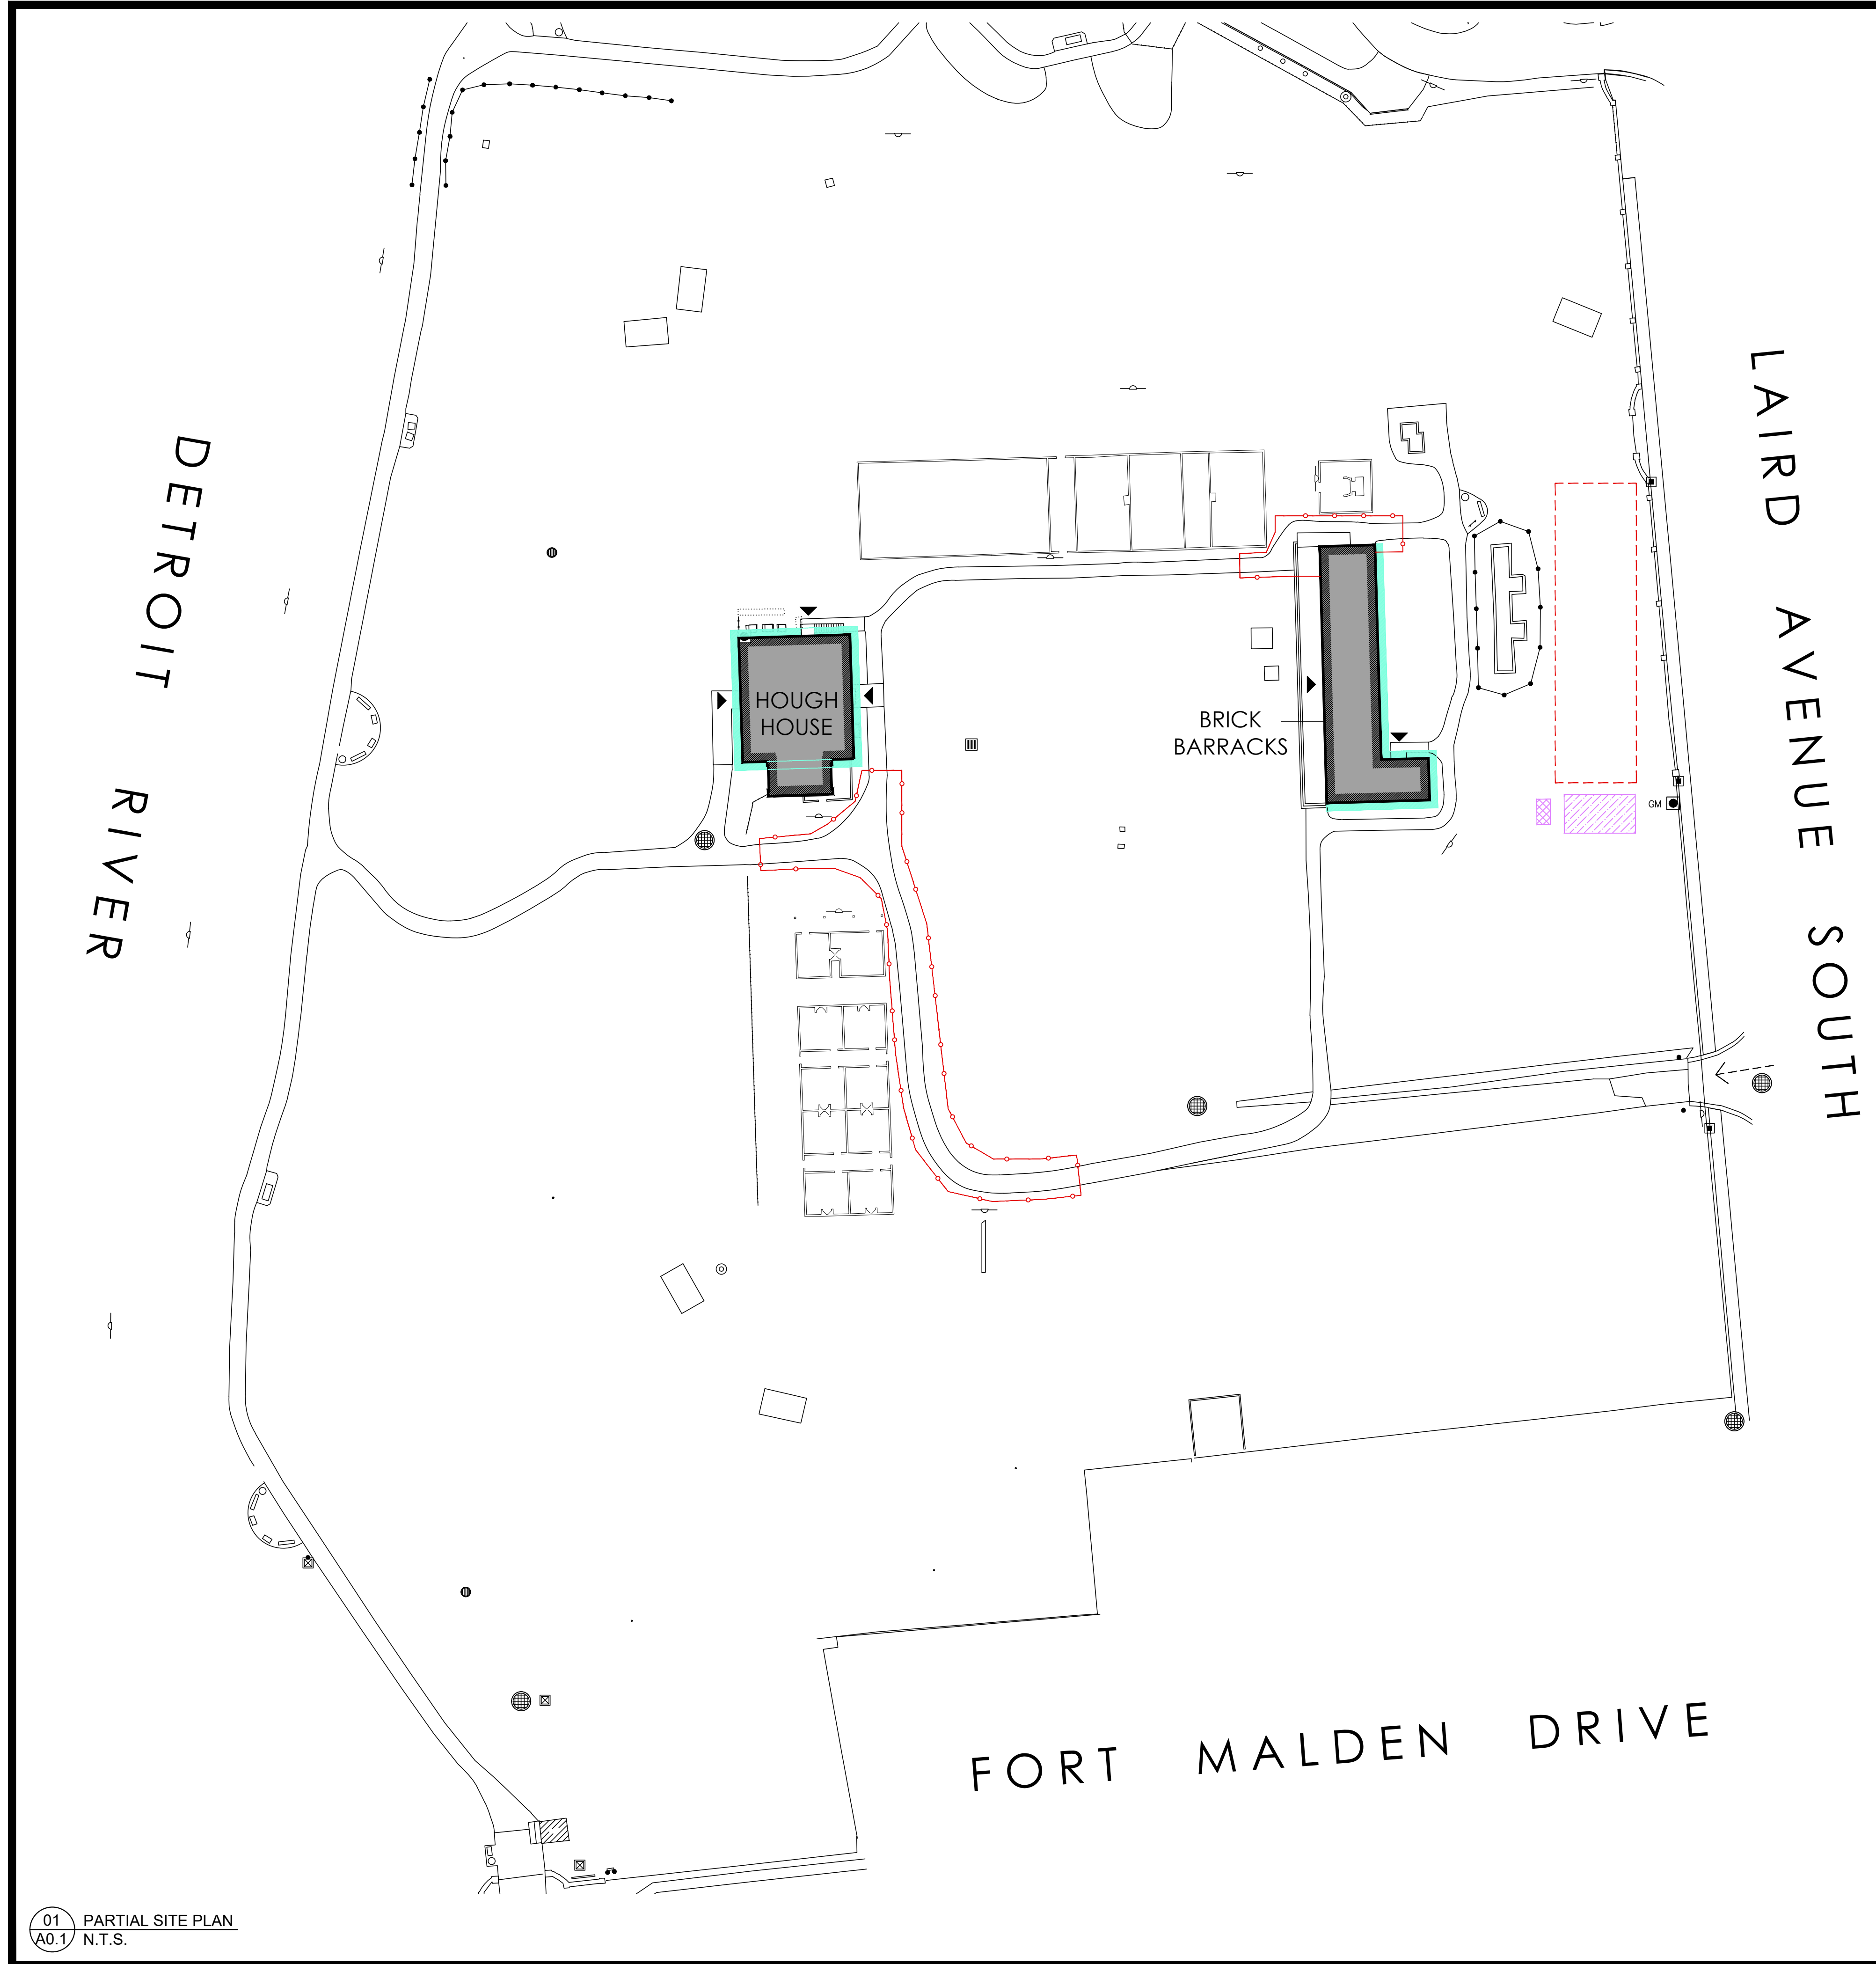 DETROIT RIVER
LAIRD AVENUE SOUTH
HOUGH
HOUSE
BRICK
BARRACKS
GM
FORT MALDEN DRIVE
01
A0.1
PARTIAL SITE PLAN
N.T.S.